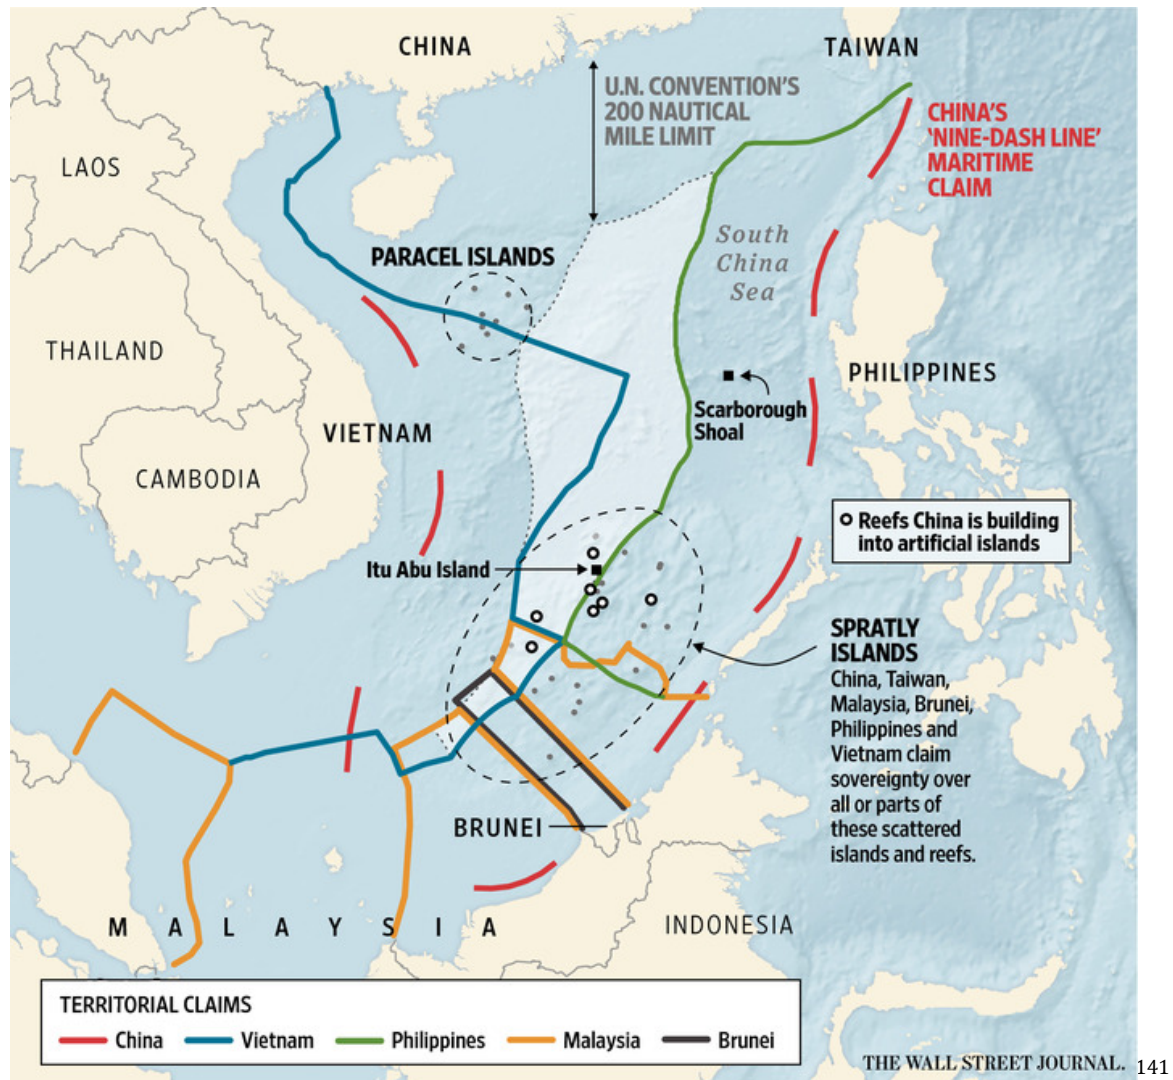 CHINA
TAIWAN
U.N. CONVENTION'S
200 NAUTICAL
MILE LIMIT
CHINA'S
'NINE-DASH LINE'
MARITIME
CLAIM
LAOS
South
China
Sea
PARACEL ISLANDS
THAILAND
PHILIPPINES
Scarborough
Shoal
VIETNAM
CAMBODIA
Reefs China is building
into artificial islands
Itu Abu Island
SPRATLY
ISLANDS
China, Taiwan,
Malaysia, Brunei,
Philippines and
Vietnam claim
sovereignty over
all or parts of
these scattered
islands and reefs.
BRUNEI
MALAYSIA
INDONESIA
TERRITORIAL CLAIMS
China
Vietnam
Philippines
Malaysia
Brunei
THE WALL STREET JOURNAL.
141